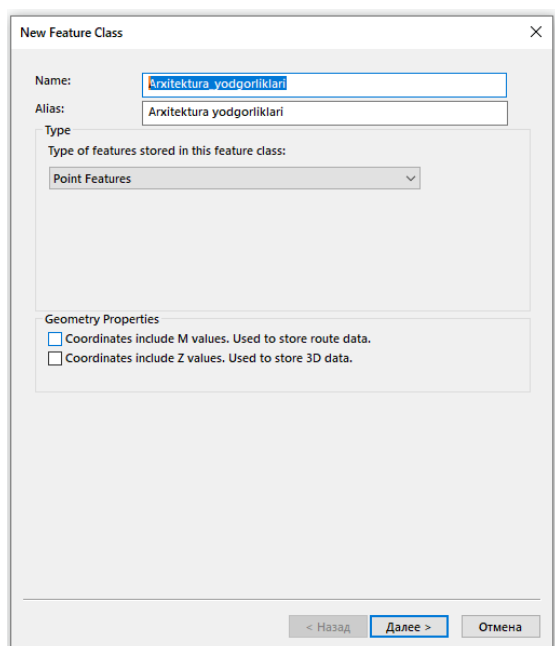 New Feature Class
Name:
Arxitektura_yodgorliklari
Alias:
Arxitektura yodgorliklari
Type
Type of features stored in this feature class:
Point Features
Geometry Properties
Coordinates include M values. Used to store route data.
Coordinates include Z values. Used to store 3D data.
< Назад
Далее >
Отмена